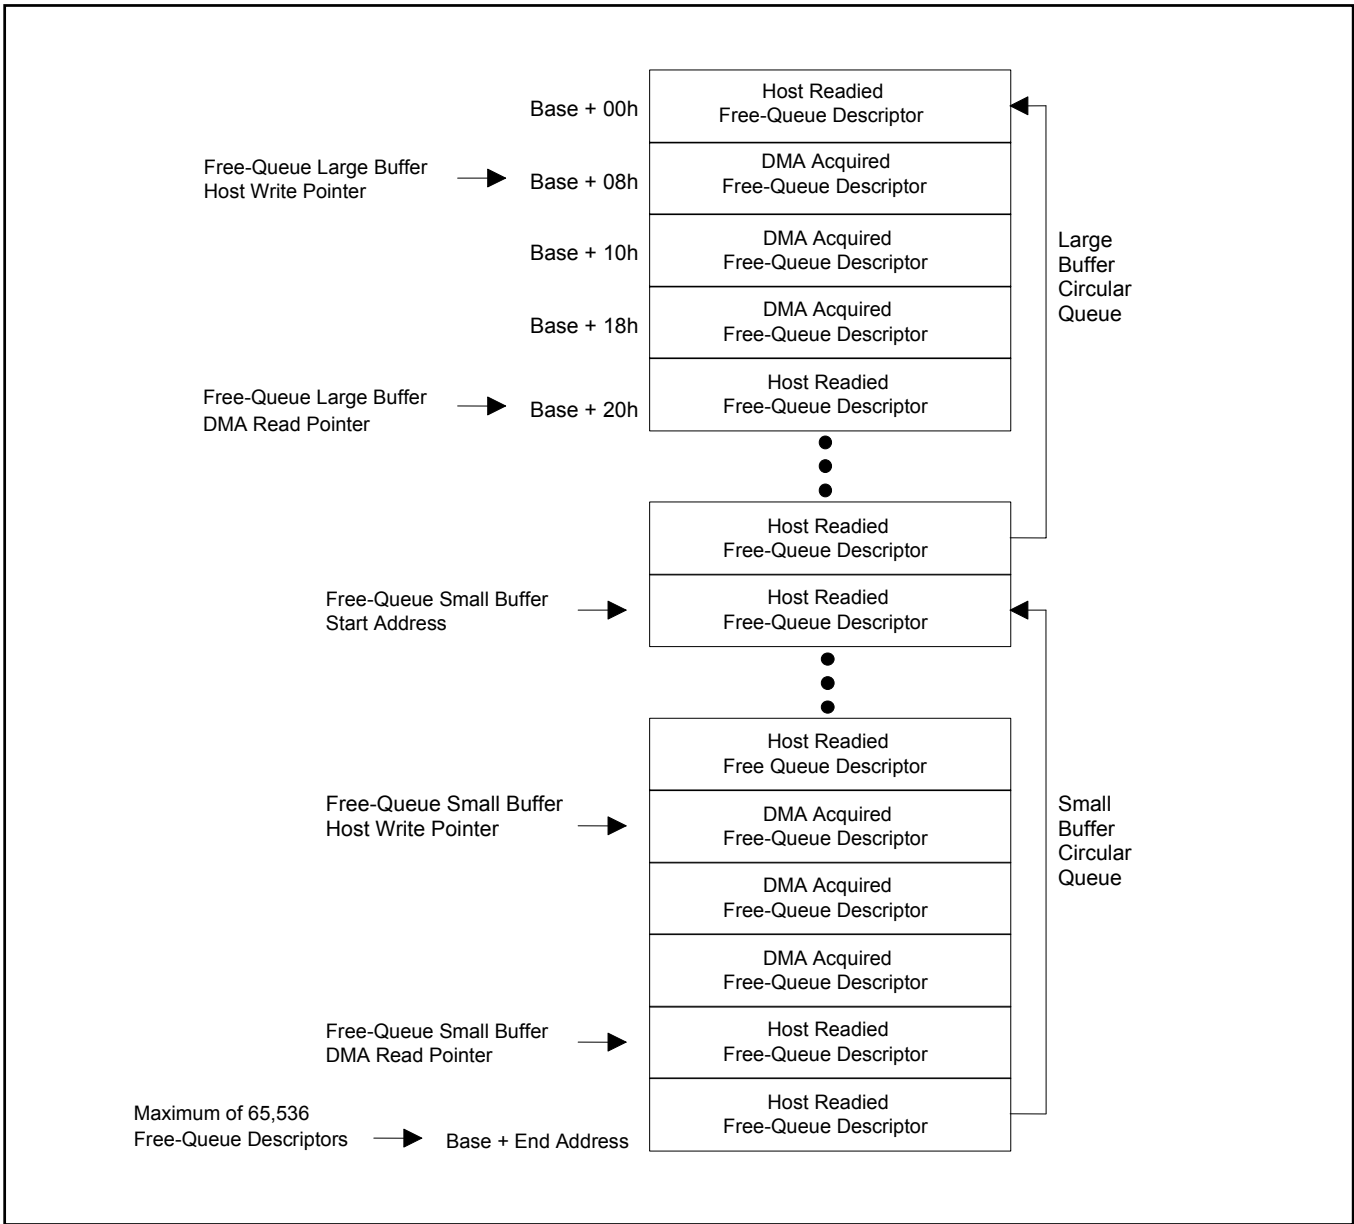 Host Readied
Free-Queue Descriptor
Base + 00h
DMA Acquired
Free-Queue Descriptor
Free-Queue Large Buffer
Host Write Pointer
Base + 08h
DMA Acquired
Free-Queue Descriptor
Base + 10h
Large
Buffer
Circular
Queue
DMA Acquired
Free-Queue Descriptor
Base + 18h
Host Readied
Free-Queue Descriptor
Free-Queue Large Buffer
DMA Read Pointer
Base + 20h
Host Readied
Free-Queue Descriptor
Free-Queue Small Buffer
Start Address
Host Readied
Free-Queue Descriptor
Host Readied
Free Queue Descriptor
Free-Queue Small Buffer
Host Write Pointer
DMA Acquired
Free-Queue Descriptor
Small
Buffer
Circular
Queue
DMA Acquired
Free-Queue Descriptor
DMA Acquired
Free-Queue Descriptor
Free-Queue Small Buffer
DMA Read Pointer
Host Readied
Free-Queue Descriptor
Host Readied
Free-Queue Descriptor
Maximum of 65,536
Free-Queue Descriptors
Base + End Address